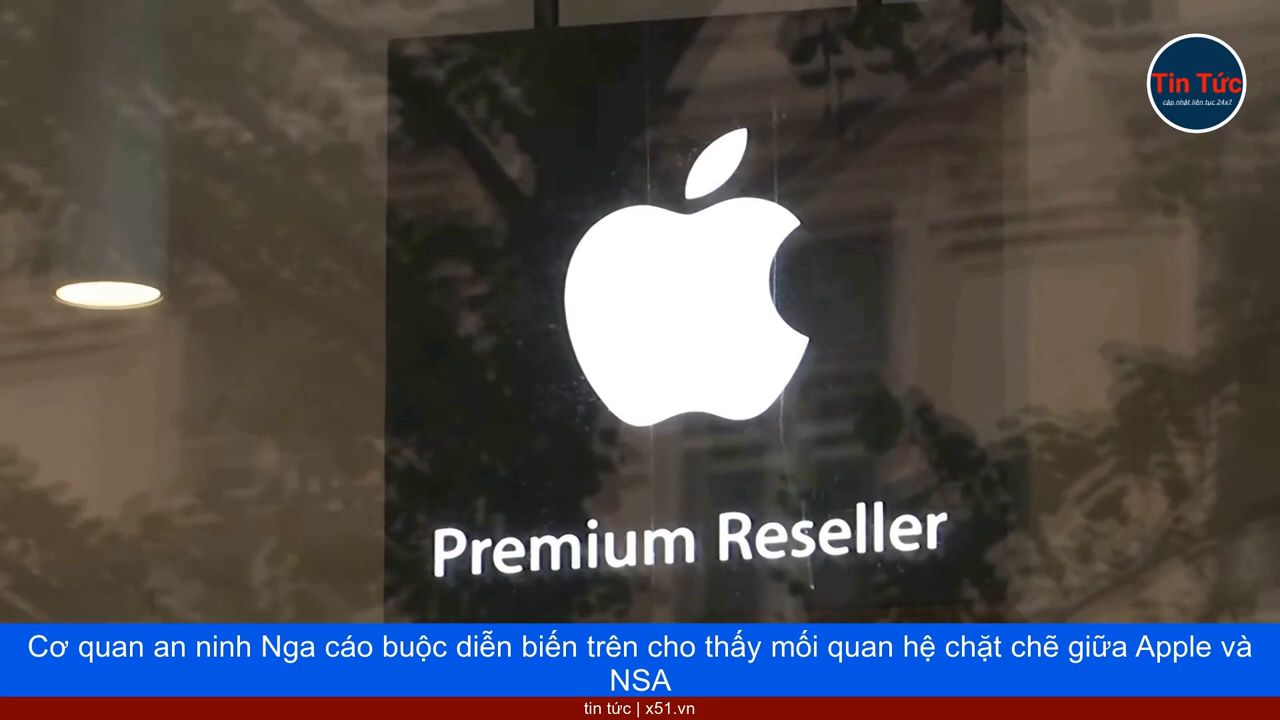 Tin Tức
cập.nhật.liên.tục.24x7
Premium Reseller
Cơ quan an ninh Nga cáo buộc diễn biến trên cho thấy mối quan hệ chặt chẽ giữa Apple và
NSA
tin tức | x51.vn